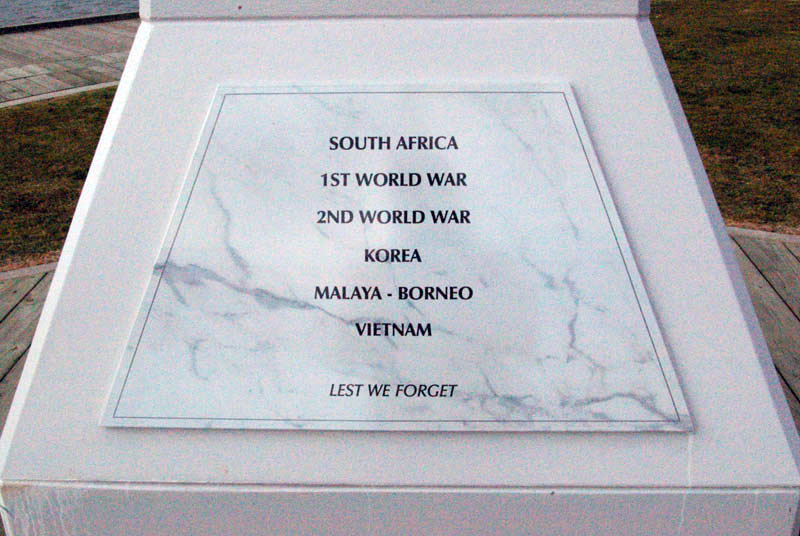 SOUTH AFRICA
1ST WORLD WAR
2ND WORLD WAR
KOREA
MALAYA - BORNEO
VIETNAM
LEST WE FORGET